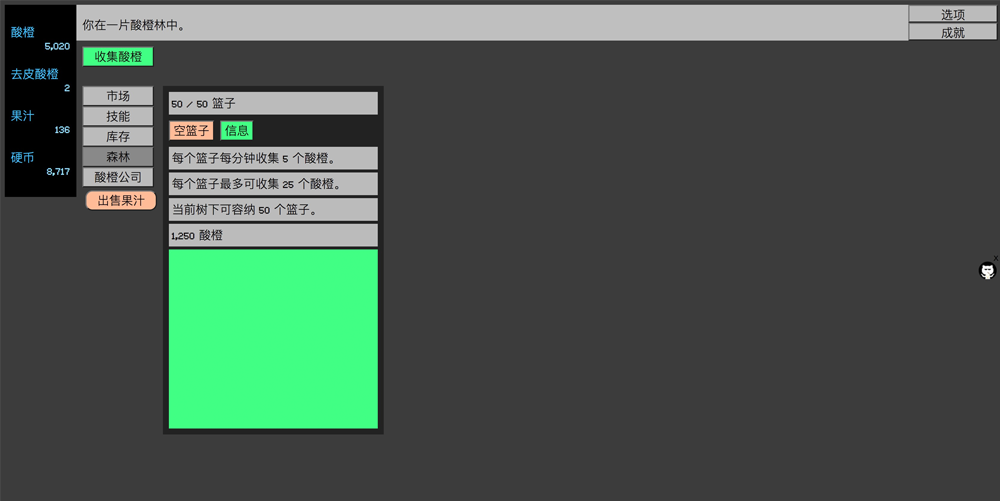 酸橙
5,020
去皮酸橙
2
果汁
136
硬币
8,717
你在一片酸橙林中。
选项
成就
收集酸橙
市场
技能
库存
森林
酸橙公司
出售果汁
50 / 50 篮子
空篮子 信息
每个篮子每分钟收集 5 个酸橙。
每个篮子最多可收集 25 个酸橙。
当前树下可容纳 50 个篮子。
1,250 酸橙
x